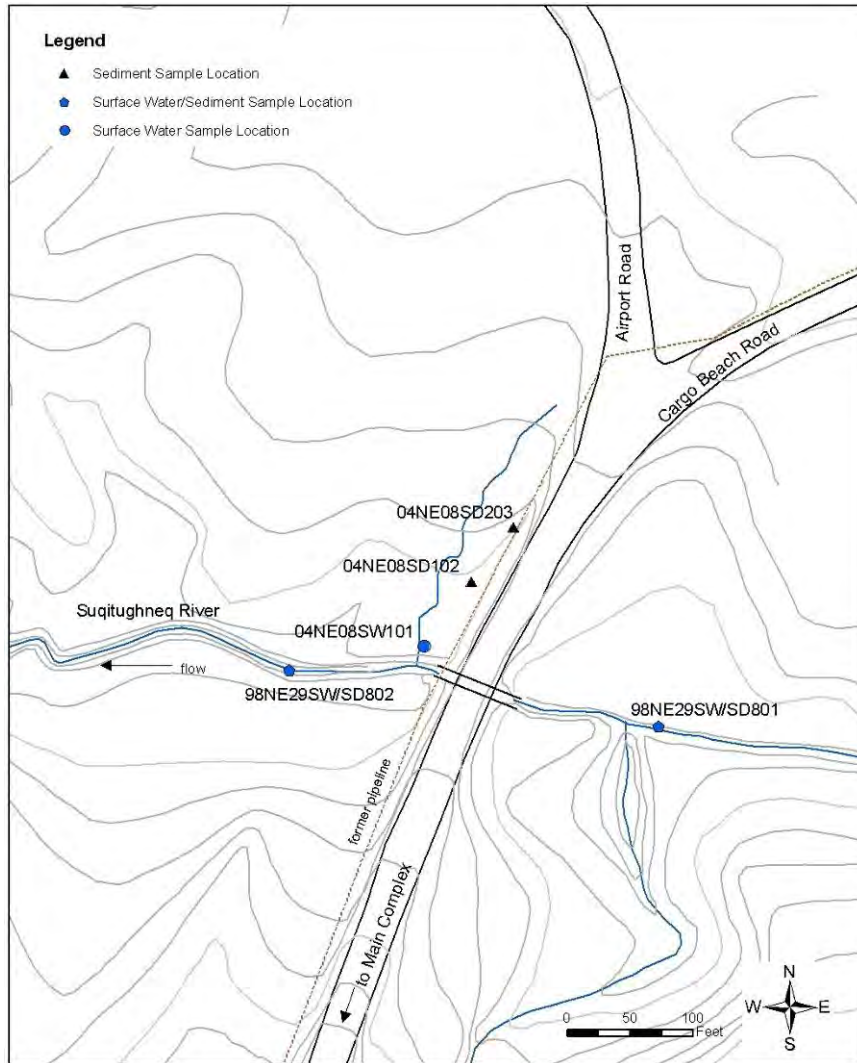 Legend
Sediment Sample Location
Surface Water/Sediment Sample Location
Surface Water Sample Location
Airport Road
Cargo Beach Road
04NE08SD203
04NE08SD102
Suqitughneq River
04NE08SW101
flow
98NE29SW/SD802
98NE29SW/SD801
former pipeline
to Main Complex
N
W E
S
0 50 100
Feet